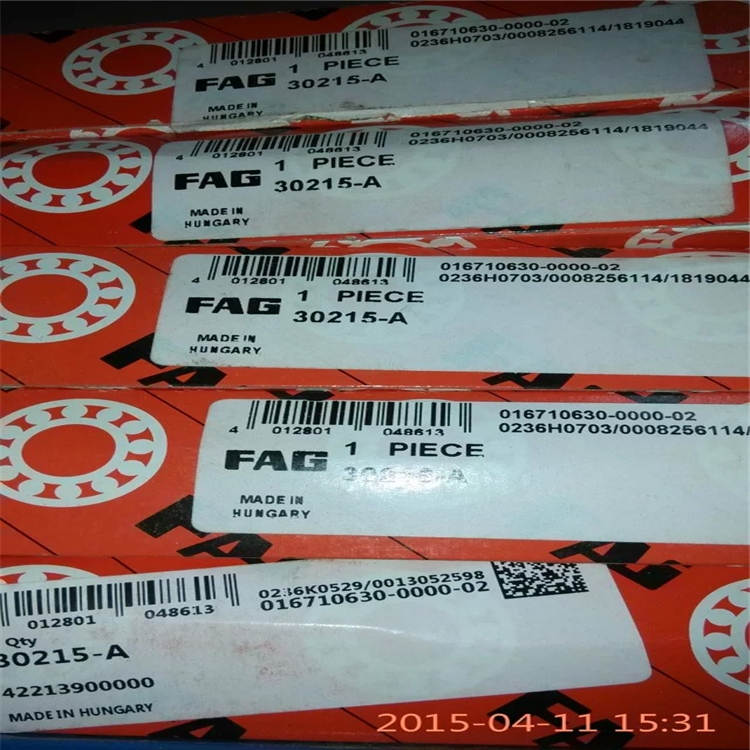 4 012801 048613
016710630-0000-02
0236H0703/0008256114/1819044
FAG 1 PIECE
30215-A
MADE IN
HUNGARY
4 012801 048613
016710630-0000-02
0236H0703/0008256114/1819044
FAG 1 PIECE
30215-A
MADE IN
HUNGARY
4 012801 048613
016710630-0000-02
0236H0703/0008256114/1819044
FAG 1 PIECE
30215-A
MADE IN
HUNGARY
4 012801 048613
016710630-0000-02
0236H0703/0008256114/
FAG 1 PIECE
30215-A
MADE IN
HUNGARY
012801 048613
0236K0529/0013052598
016710630-0000-02
Qty
30215-A
42213900000
MADE IN HUNGARY
2015-04-11 15:31